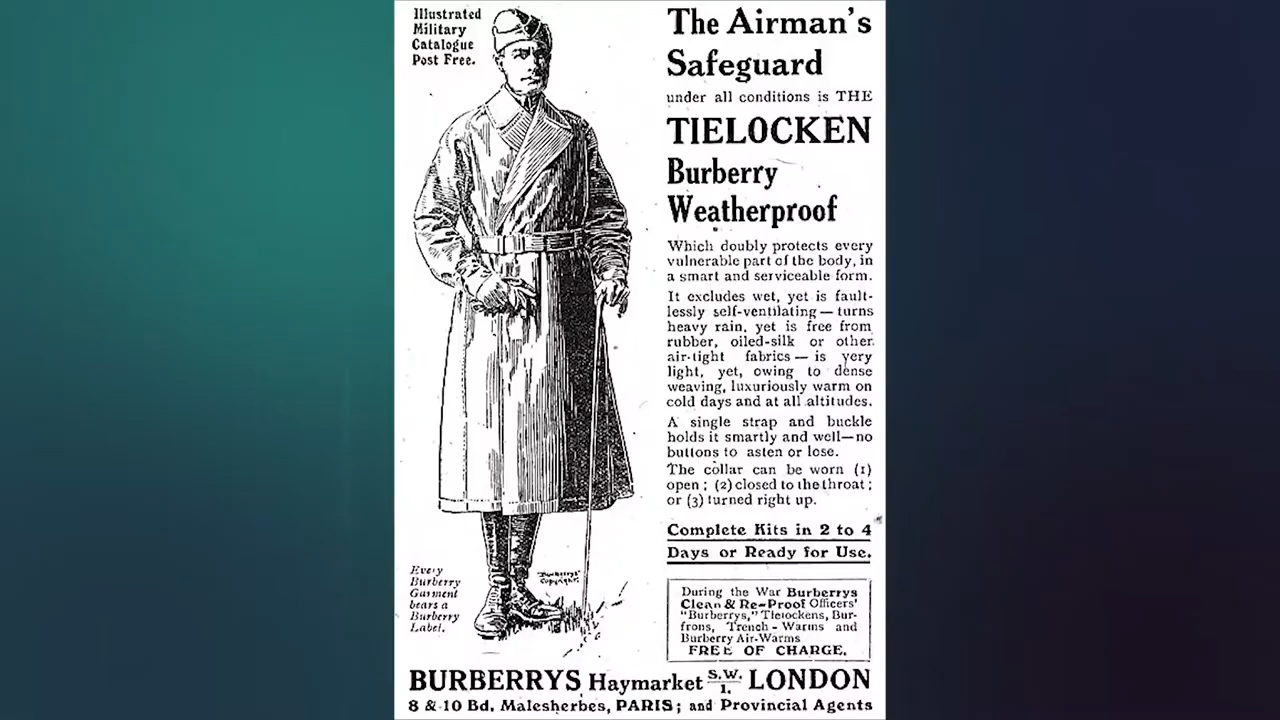 Illustrated
Military
Catalogue
Post Free.
The Airman's
Safeguard
under all conditions is THE
TIELOCKEN
Burberry
Weatherproof
Which doubly protects every
vulnerable part of the body, in
a smart and serviceable form.
It excludes wet, yet is fault-
lessly self-ventilating — turns
heavy rain, yet is free from
rubber, oiled-silk or other
air-tight fabrics — is very
light, yet, owing to dense
weaving, luxuriously warm on
cold days and at all altitudes.
A single strap and buckle
holds it smartly and well—no
buttons to asten or lose.
The collar can be worn (1)
open; (2) closed to the throat;
or (3) turned right up.
Complete Kits in 2 to 4
Days or Ready for Use.
Every
Burberry
Garment
bears a
Burberry
Label.
"Burberrys"
Copyright.
During the War Burberrys
Clean & Re-Proof Officers'
"Burberrys," Tielockens, Bur-
frons, Trench-Warms and
Burberry Air-Warms
FREE OF CHARGE.
BURBERRYS Haymarket S.W. 1. LONDON
8 & 10 Bd. Malesherbes, PARIS; and Provincial Agents